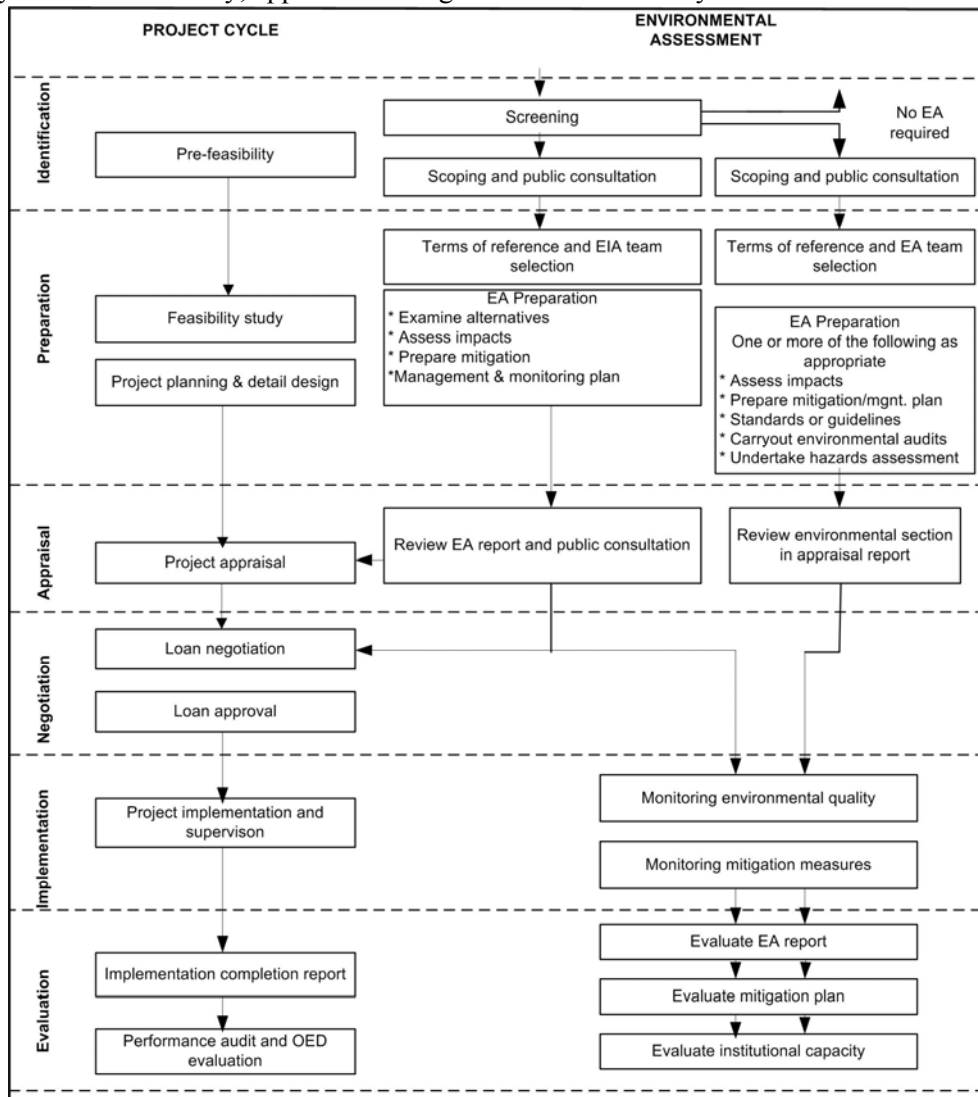 PROJECT CYCLE
ENVIRONMENTAL
ASSESSMENT
Identification
Screening
No EA
required
Pre-feasibility
Scoping and public consultation
Scoping and public consultation
Preparation
Terms of reference and EIA team
selection
Terms of reference and EA team
selection
Feasibility study
Project planning & detail design
EA Preparation
* Examine alternatives
* Assess impacts
* Prepare mitigation
*Management & monitoring plan
EA Preparation
One or more of the following as
appropriate
* Assess impacts
* Prepare mitigation/mgnt. plan
* Standards or guidelines
* Carryout environmental audits
* Undertake hazards assessment
Appraisal
Project appraisal
Review EA report and public consultation
Review environmental section
in appraisal report
Negotiation
Loan negotiation
Loan approval
Implementation
Project implementation and
supervison
Monitoring environmental quality
Monitoring mitigation measures
Evaluation
Implementation completion report
Performance audit and OED
evaluation
Evaluate EA report
Evaluate mitigation plan
Evaluate institutional capacity